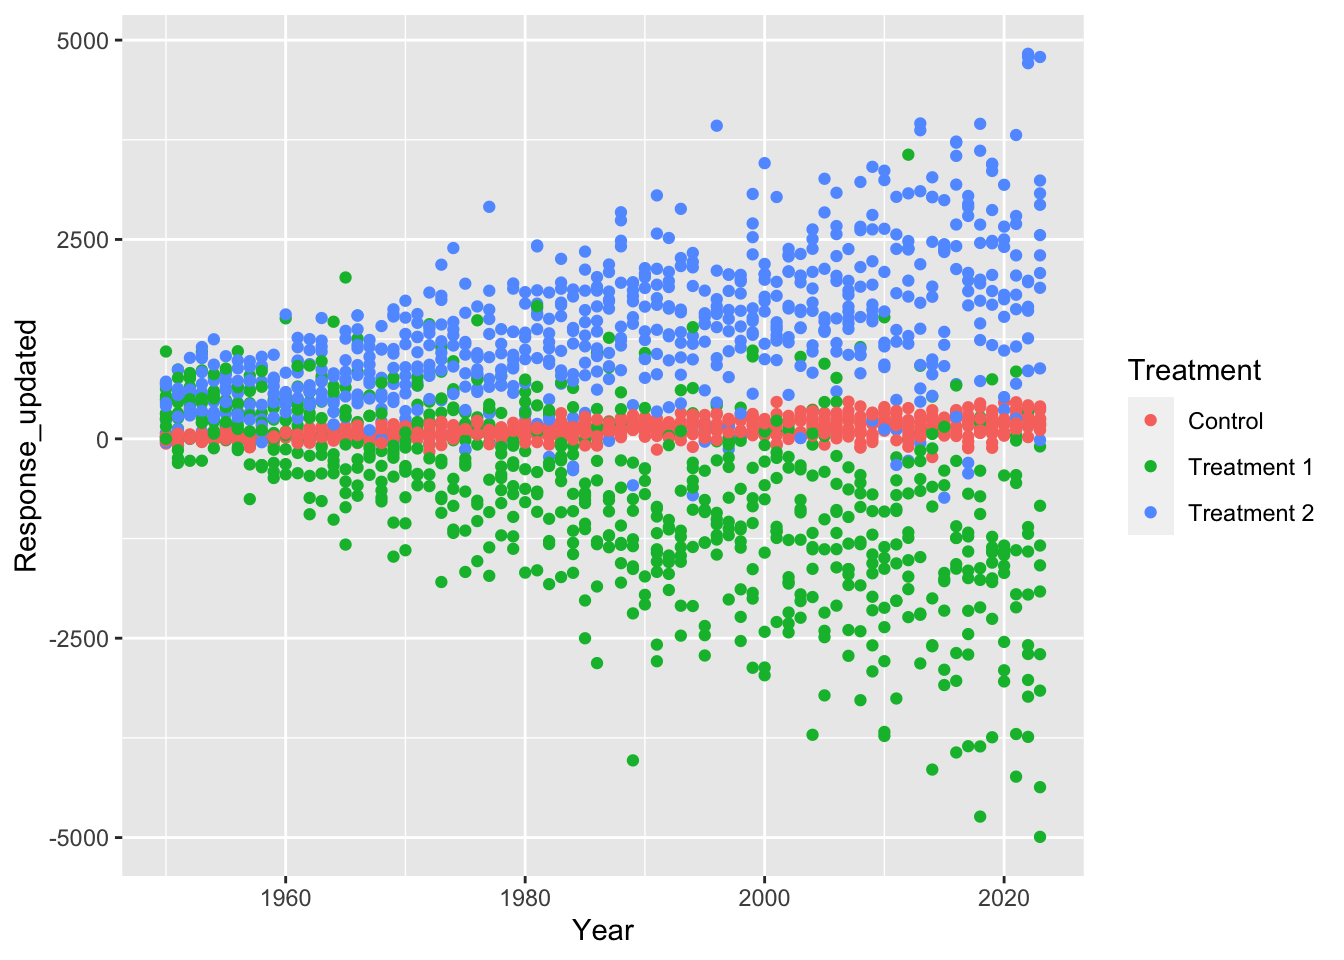 5000
2500
0
-2500
-5000
Response_updated
1960
1980
2000
2020
Year
Treatment
Control
Treatment 1
Treatment 2